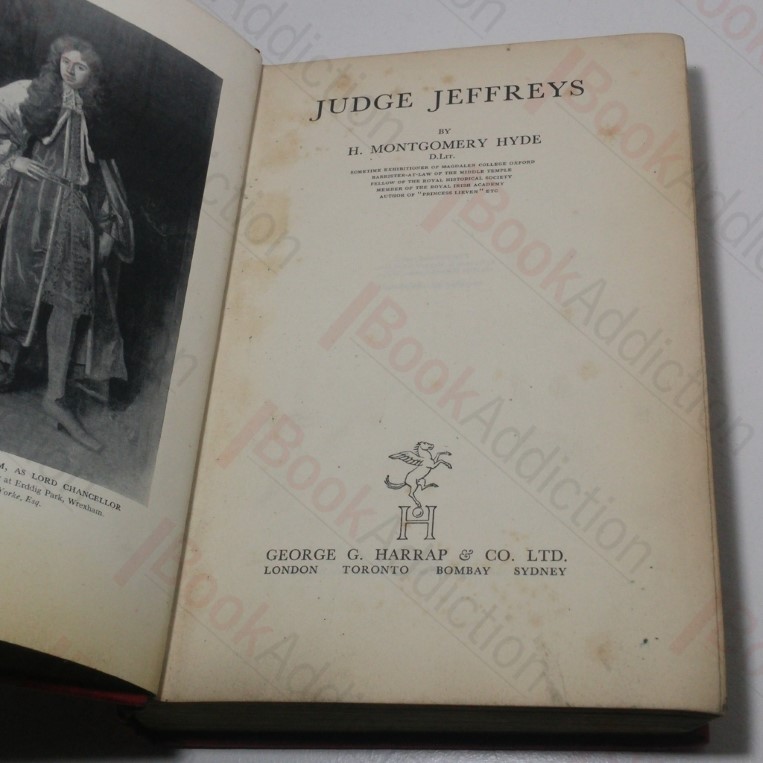 M, AS LORD CHANCELLOR
at Erddig Park, Wrexham.
Yorke, Esq.
JUDGE JEFFREYS
BY
H. MONTGOMERY HYDE
D.LIT.
SOMETIME EXHIBITIONER OF MAGDALEN COLLEGE OXFORD
BARRISTER-AT-LAW OF THE MIDDLE TEMPLE
FELLOW OF THE ROYAL HISTORICAL SOCIETY
MEMBER OF THE ROYAL IRISH ACADEMY
AUTHOR OF "PRINCESS LIEVEN" ETC
H
GEORGE G. HARRAP & CO. LTD.
LONDON TORONTO BOMBAY SYDNEY
BookAddiction